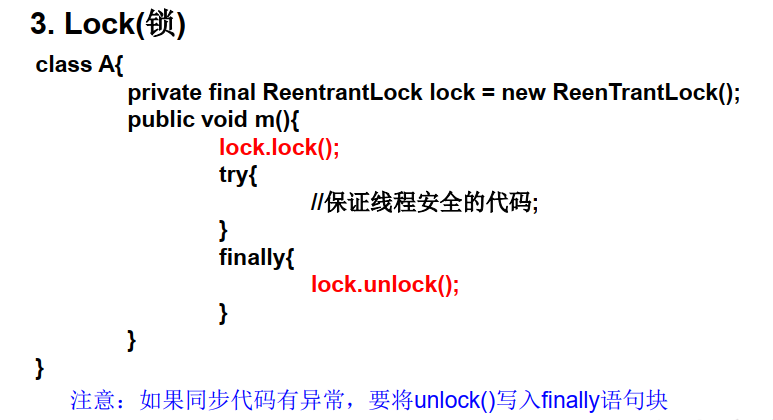 3. Lock(锁)
class A{
private final ReentrantLock lock = new ReenTrantLock();
public void m(){
lock.lock();
try{
//保证线程安全的代码;
}
finally{
lock.unlock();
}
}
}
注意：如果同步代码有异常，要将unlock()写入finally语句块